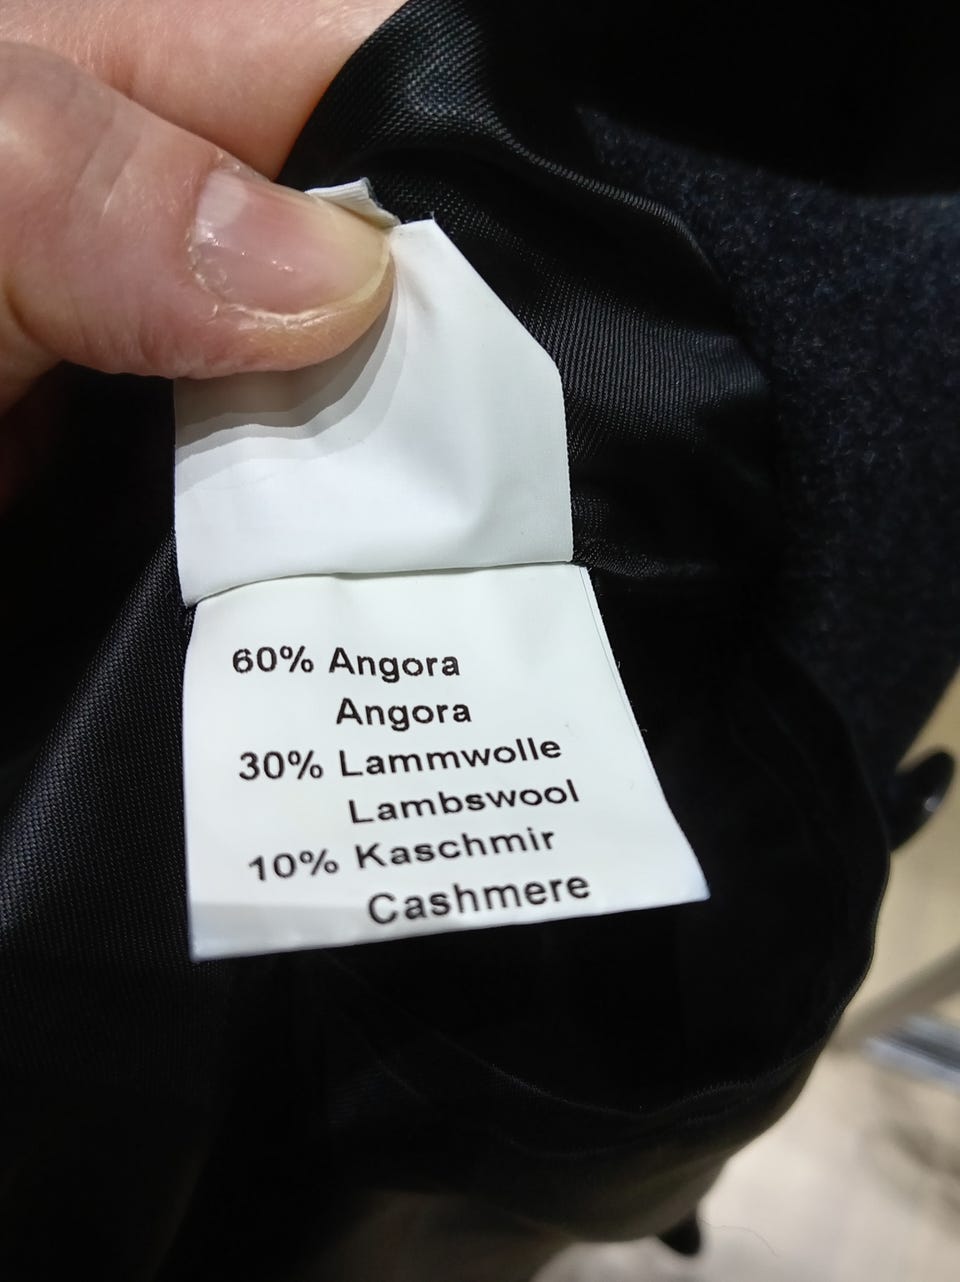 60% Angora
Angora
30% Lammwolle
Lambswool
10% Kaschmir
Cashmere